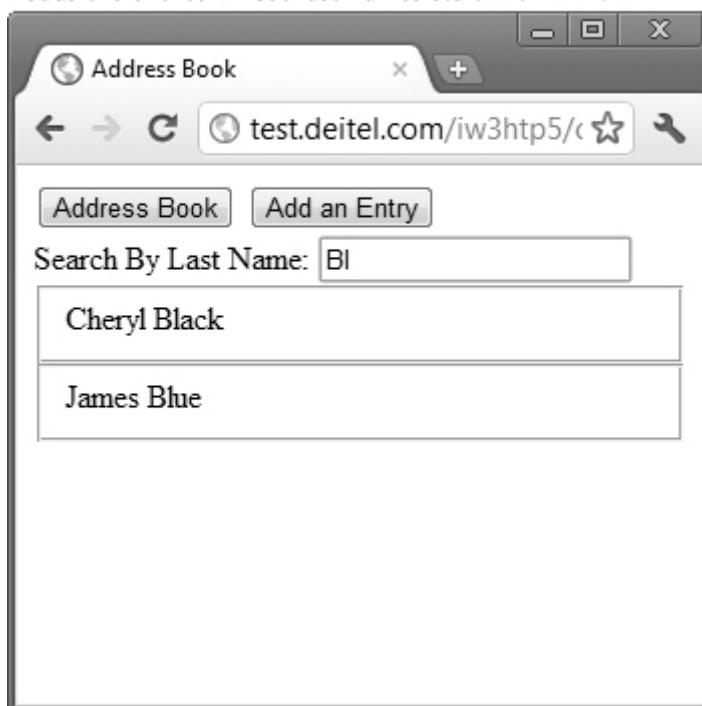 Address Book
test.deitel.com/iw3htp5/c
Address Book Add an Entry
Search By Last Name: Bl
Cheryl Black
James Blue